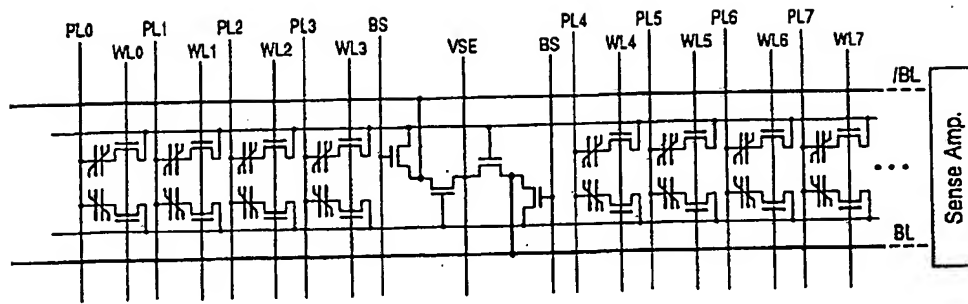 PL0 PL1 PL2 PL3 BS PL4 PL5 PL6 PL7
WL0 WL1 WL2 WL3 VSE BS WL4 WL5 WL6 WL7
/BL
BL
Sense Amp.